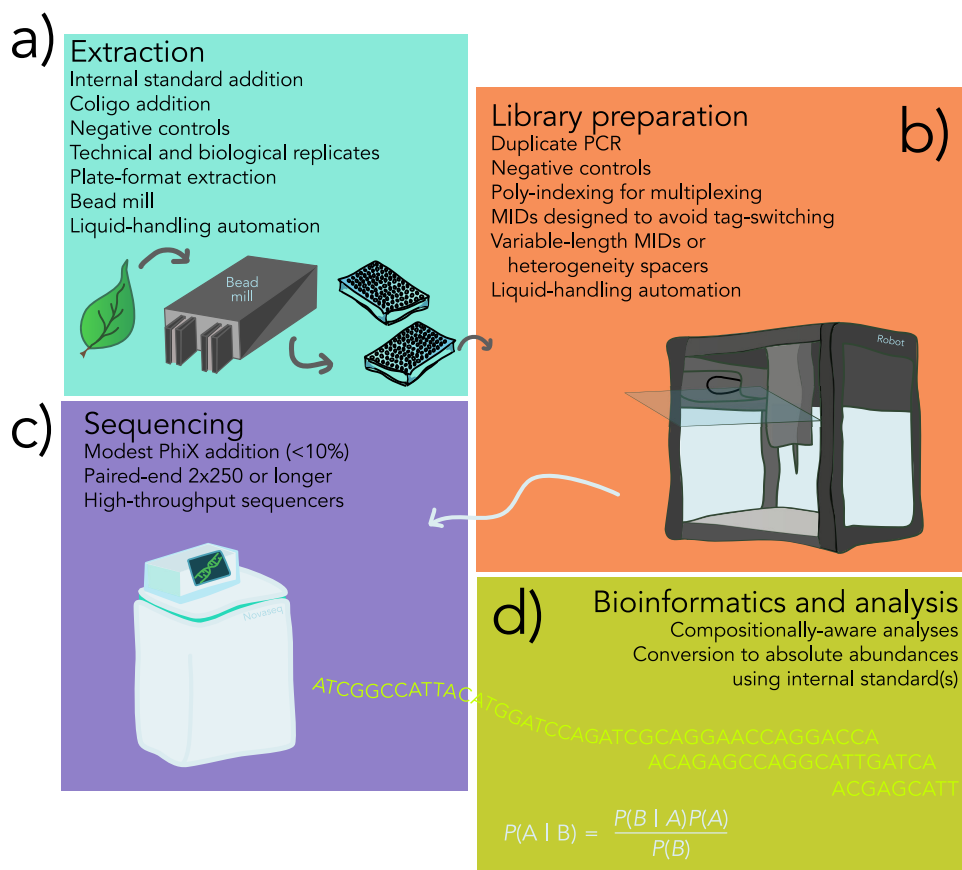 a)
Extraction
Internal standard addition
Coligo addition
Negative controls
Technical and biological replicates
Plate-format extraction
Bead mill
Liquid-handling automation
Bead
mill
b)
Library preparation
Duplicate PCR
Negative controls
Poly-indexing for multiplexing
MIDs designed to avoid tag-switching
Variable-length MIDs or
heterogeneity spacers
Liquid-handling automation
Robot
c)
Sequencing
Modest PhiX addition (<10%)
Paired-end 2x250 or longer
High-throughput sequencers
Novaseq
d)
Bioinformatics and analysis
Compositionally-aware analyses
Conversion to absolute abundances
using internal standard(s)
ATCGGCCATTACATGGATCCAGATCGCAGGAACCAGGACCA
ACAGAGCCAGGCATTGATCA
ACGAGCATT
P(A | B) = P(B | A)P(A)
P(B)